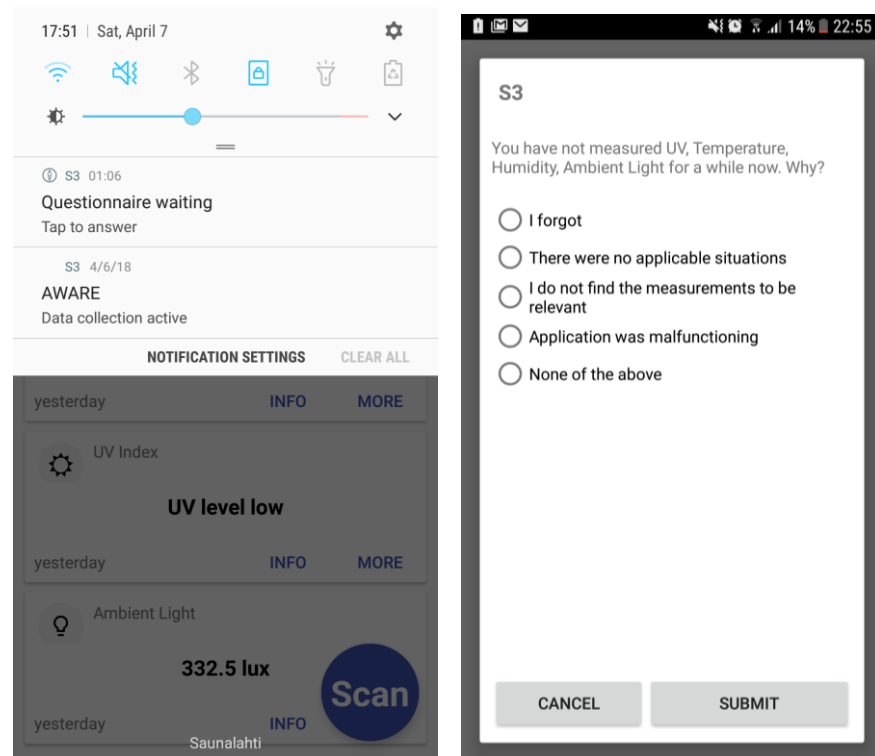 17:51 | Sat, April 7
S3 01:06
Questionnaire waiting
Tap to answer
S3 4/6/18
AWARE
Data collection active
NOTIFICATION SETTINGS CLEAR ALL
yesterday INFO MORE
UV Index
UV level low
yesterday INFO MORE
Ambient Light
332.5 lux
Scan
yesterday INFO
Saunalahti
14% 22:55
S3
You have not measured UV, Temperature,
Humidity, Ambient Light for a while now. Why?
I forgot
There were no applicable situations
I do not find the measurements to be
relevant
Application was malfunctioning
None of the above
CANCEL SUBMIT